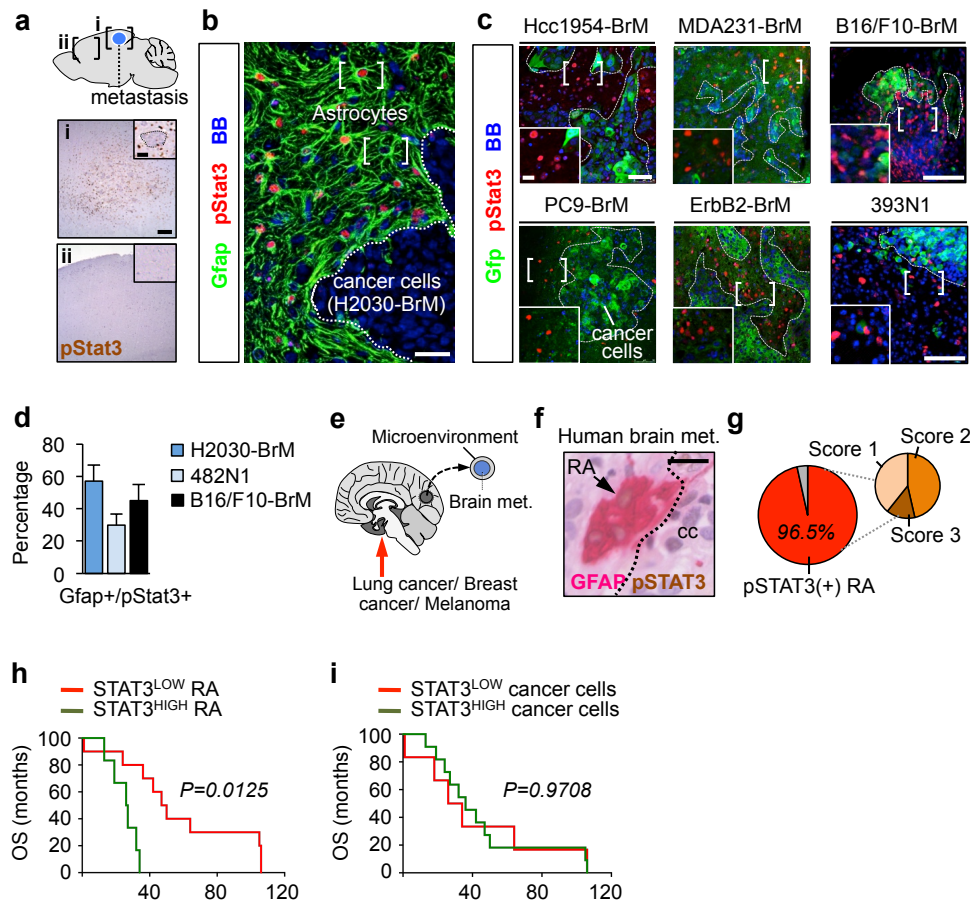 a
i
ii
metastasis
i
ii
pStat3
b
Gfap pStat3 BB
Astrocytes
cancer cells
(H2030-BrM)
c
Gfp pStat3 BB
Hcc1954-BrM
MDA231-BrM
B16/F10-BrM
PC9-BrM
ErbB2-BrM
393N1
cancer
cells
d
Percentage
80
60
40
20
0
H2030-BrM
482N1
B16/F10-BrM
Gfap+/pStat3+
e
Microenvironment
Brain met.
Lung cancer/ Breast
cancer/ Melanoma
f
Human brain met.
RA
cc
GFAP pSTAT3
g
Score 1
Score 2
Score 3
96.5%
pSTAT3(+) RA
h
STAT3LOW RA
STAT3HIGH RA
OS (months)
100
80
60
40
20
0
P=0.0125
40
80
120
i
STAT3LOW cancer cells
STAT3HIGH cancer cells
OS (months)
100
80
60
40
20
0
P=0.9708
40
80
120